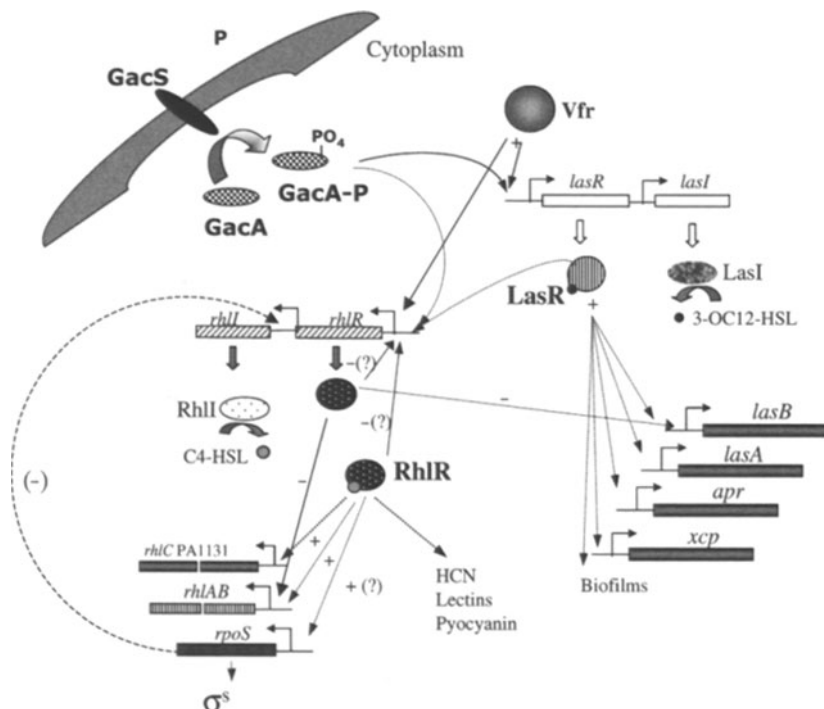 P
Cytoplasm
GacS
Vfr
+
PO4
lasR
lasI
GacA-P
GacA
LasR
LasI
+
3-OC12-HSL
rhlI
rhlR
–(?)
–
RhlI
lasB
–(?)
C4-HSL
lasA
RhlR
(-)
–
apr
rhlC PA1131
+
xcp
+
HCN
Biofilms
rhlAB
+ (?)
Lectins
Pyocyanin
rpoS
σs